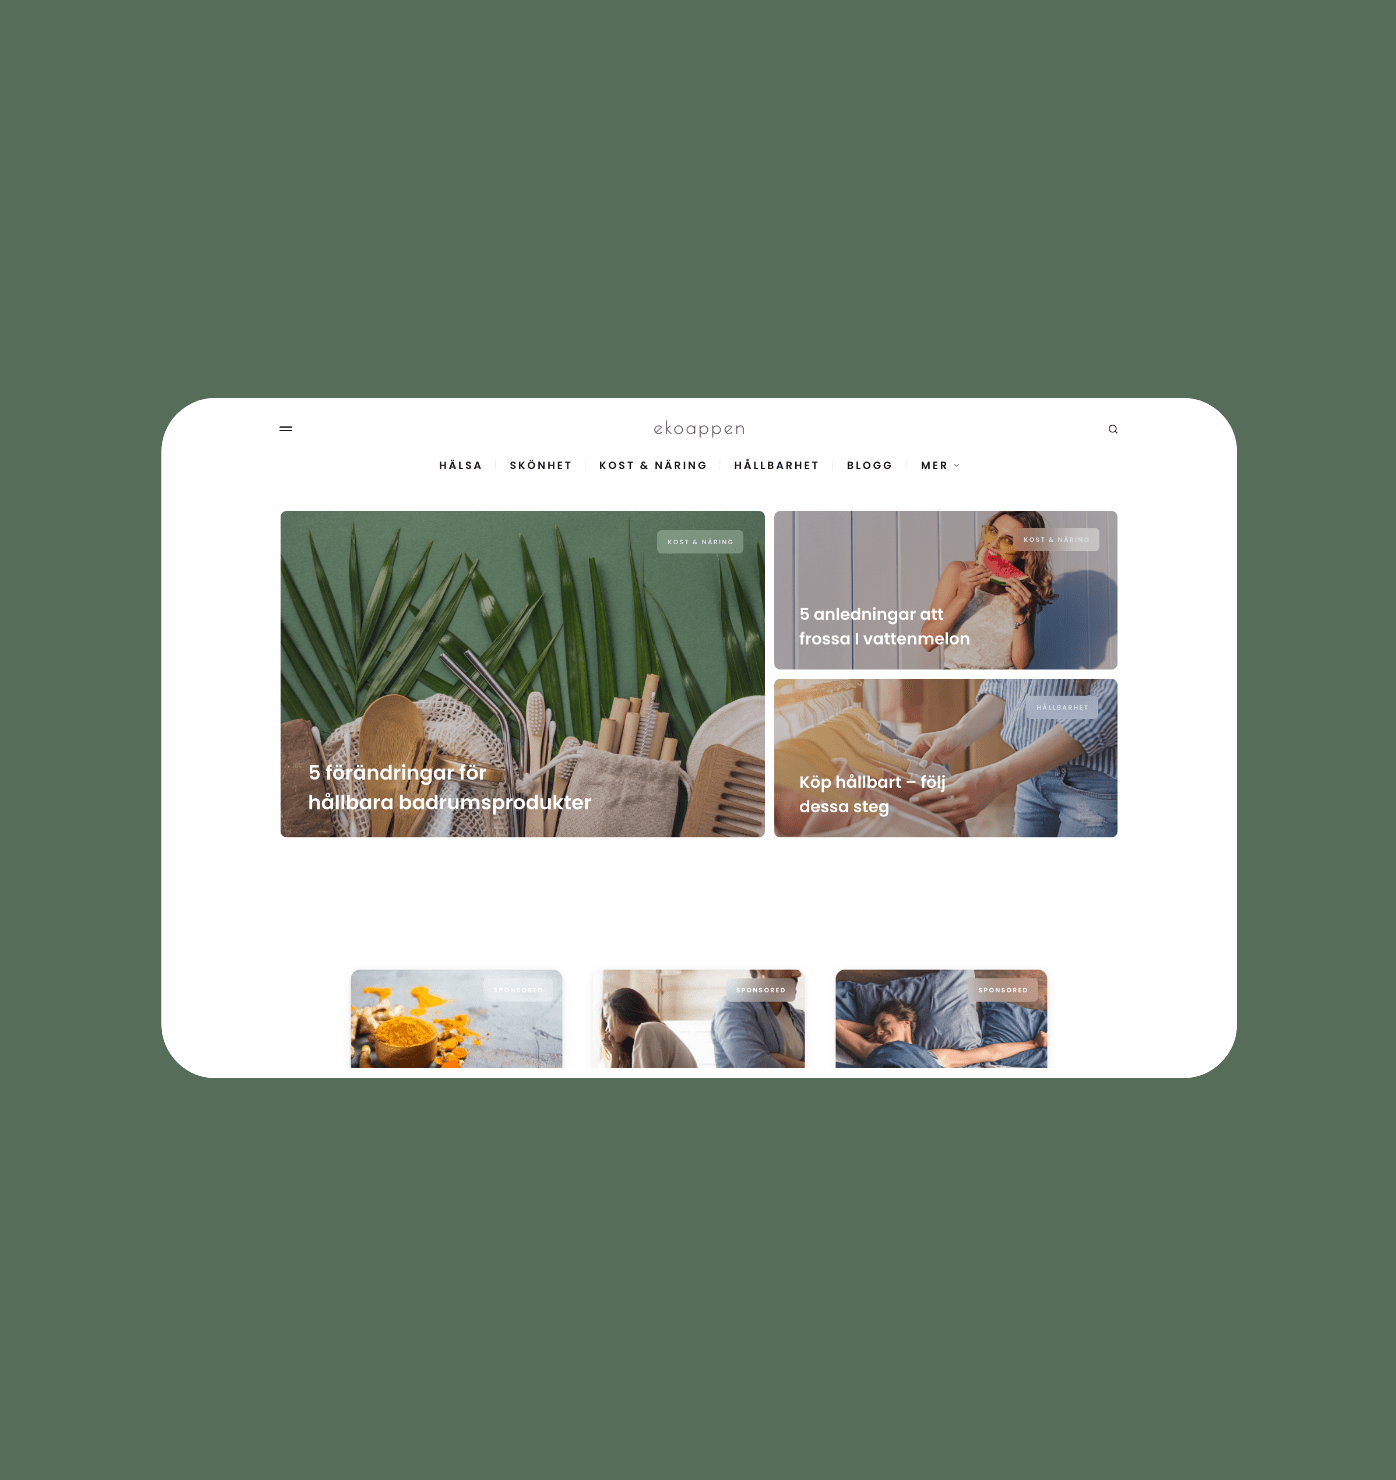 ekoappen
HÄLSA
SKÖNHET
KOST & NÄRING
HÅLLBARHET
BLOGG
MER
KOST & NÄRING
5 förändringar för
hållbara badrumsprodukter
KOST & NÄRING
5 anledningar att
frossa I vattenmelon
HÅLLBARHET
Köp hållbart – följ
dessa steg
SPONSORED
SPONSORED
SPONSORED